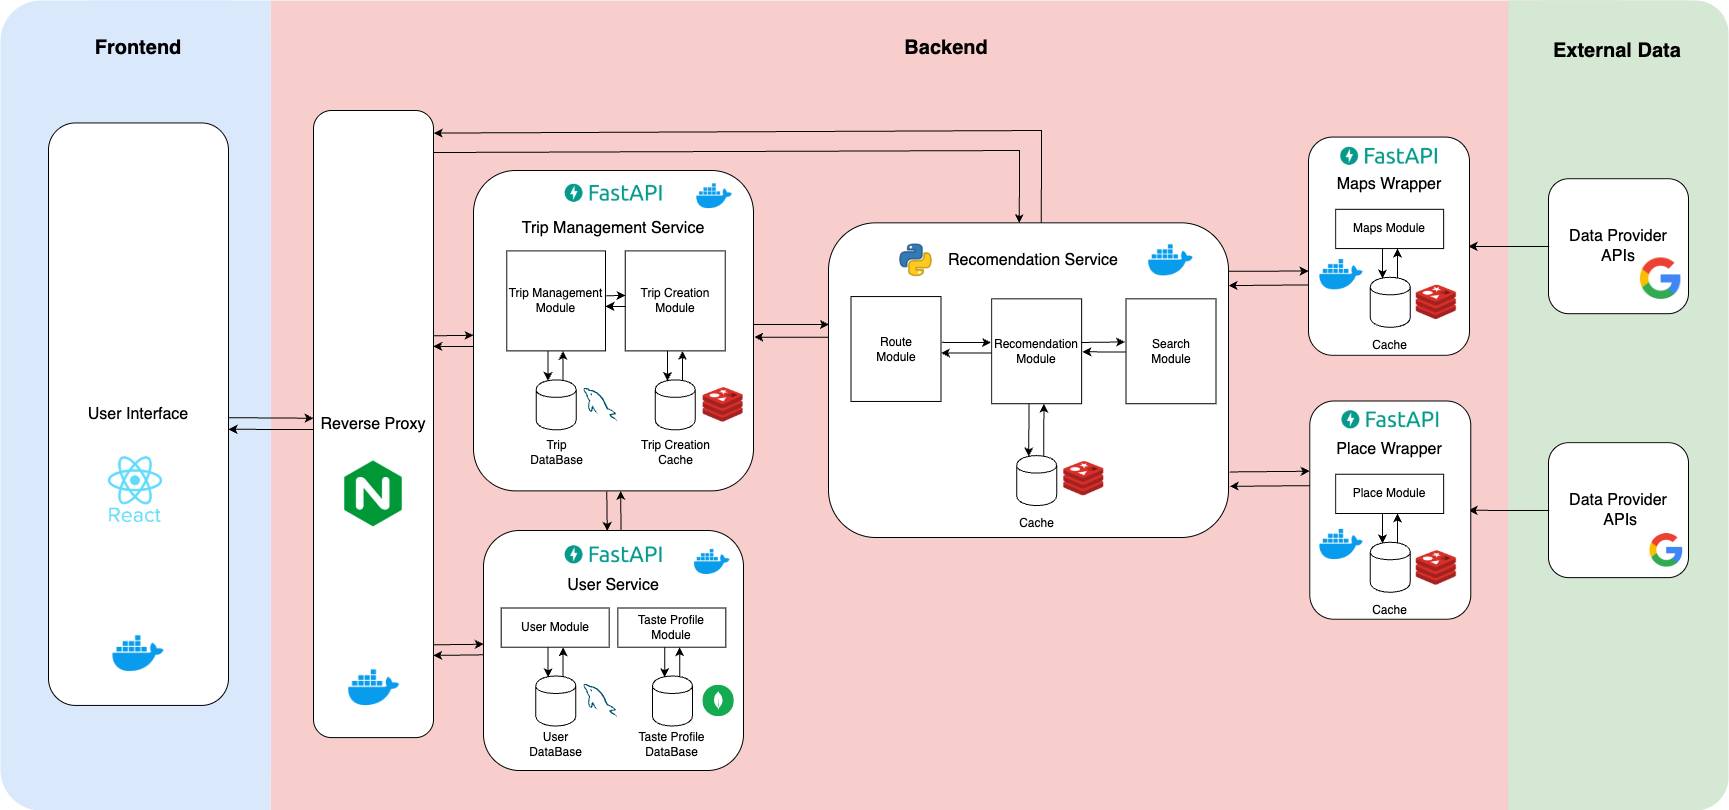 Frontend
Backend
External Data
User Interface
React
Reverse Proxy
FastAPI
Trip Management Service
Trip Management
Module
Trip Creation
Module
Trip
DataBase
Trip Creation
Cache
FastAPI
User Service
User Module
Taste Profile
Module
User
DataBase
Taste Profile
DataBase
Recomendation Service
Route
Module
Recomendation
Module
Search
Module
Cache
FastAPI
Maps Wrapper
Maps Module
Cache
FastAPI
Place Wrapper
Place Module
Cache
Data Provider
APIs
Data Provider
APIs